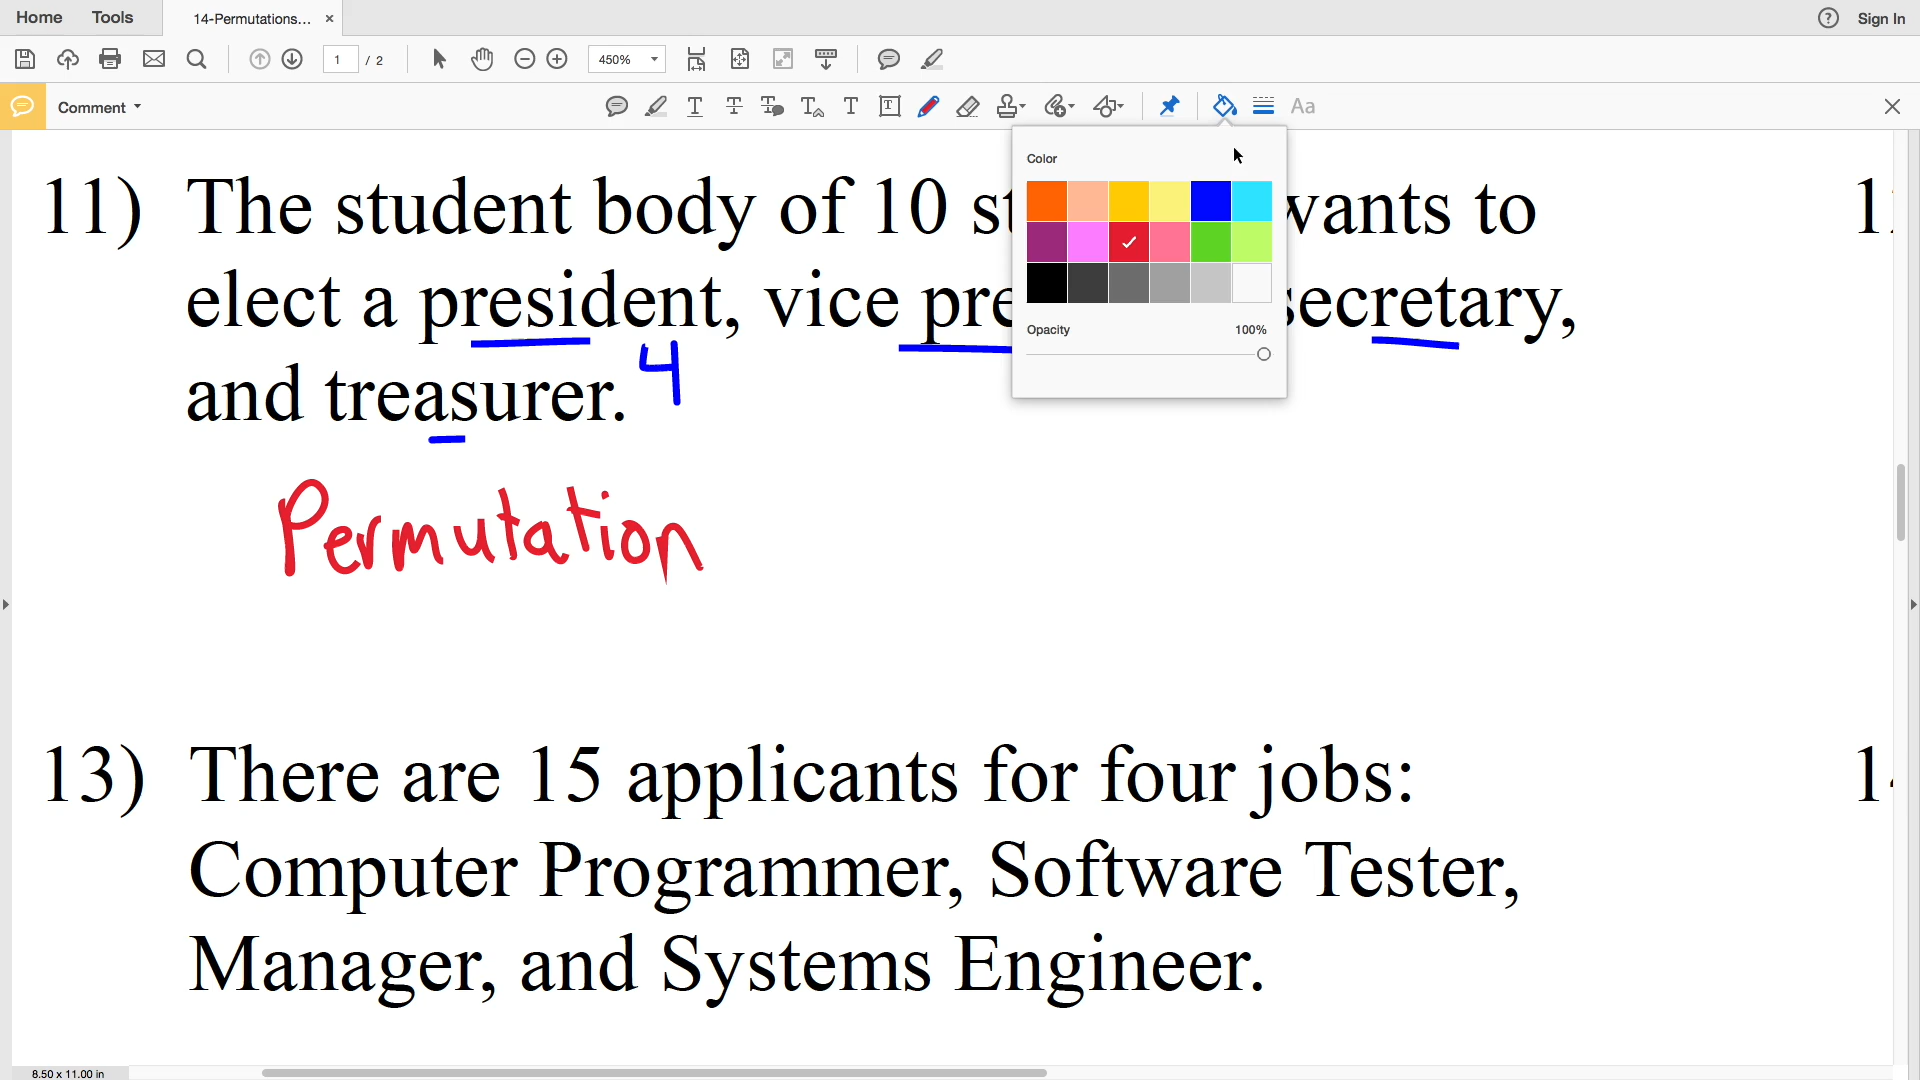 Home Tools 14-Permutations... × ? Sign In
1 / 2 450%
Comment Aa
Color
Opacity 100%
11) The student body of 10 st wants to
elect a president, vice pre secretary,
and treasurer. 4
Permutation
13) There are 15 applicants for four jobs:
Computer Programmer, Software Tester,
Manager, and Systems Engineer.
8.50 x 11.00 in